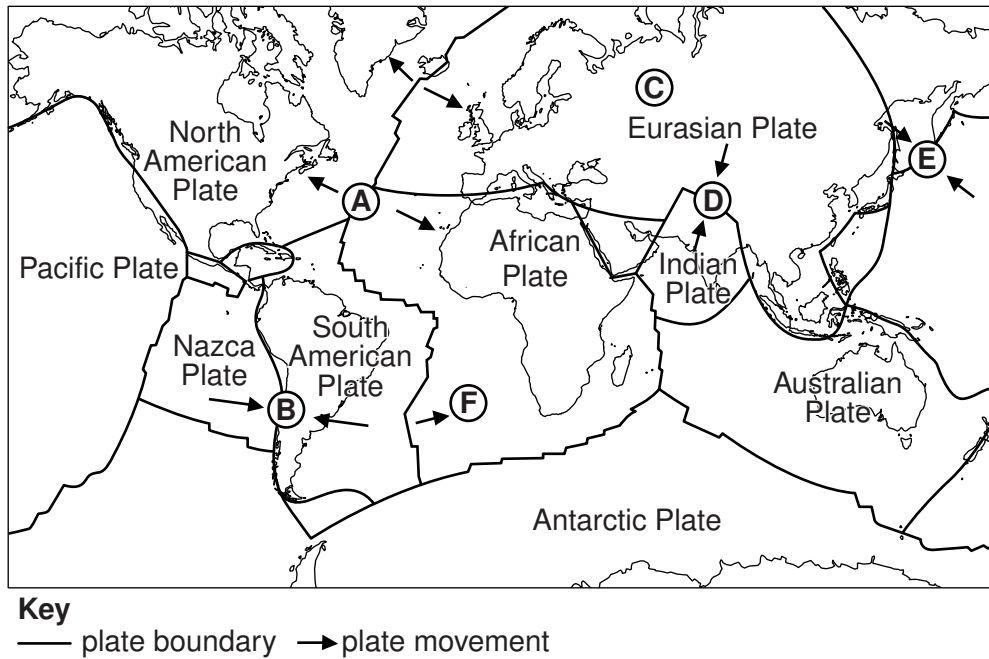 C
Eurasian Plate
North
American
Plate
E
A
D
African
Plate
Indian
Plate
Pacific Plate
South
American
Plate
Nazca
Plate
B
F
Australian
Plate
Antarctic Plate
Key
plate boundary
plate movement